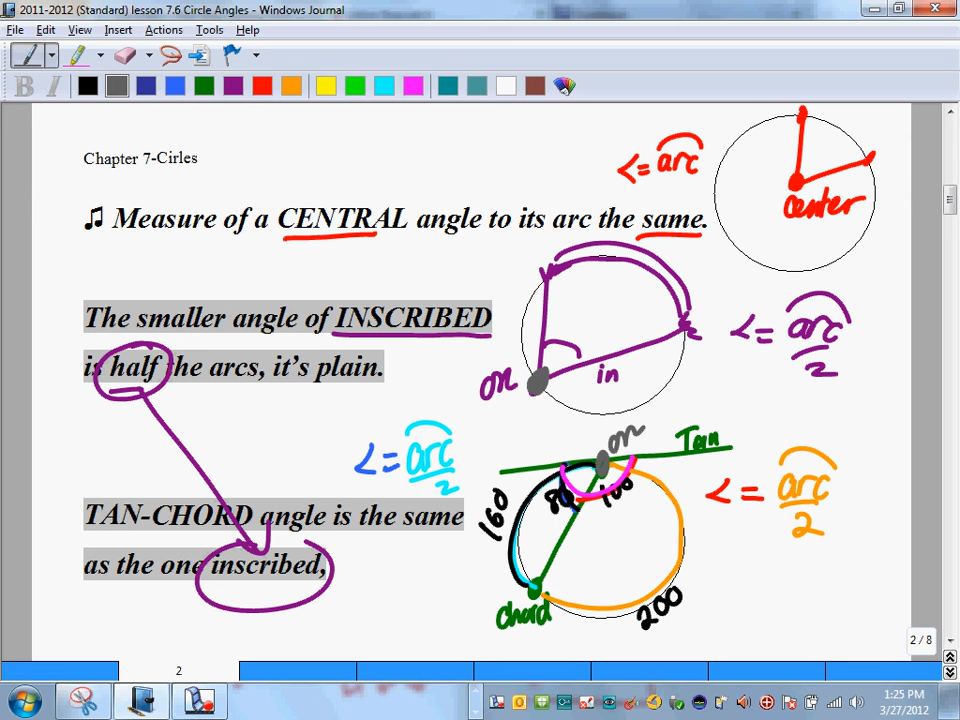 2011-2012 (Standard) lesson 7.6 Circle Angles - Windows Journal
File Edit View Insert Actions Tools Help
B I
Chapter 7-Cirles
∠= arc
center
♫ Measure of a CENTRAL angle to its arc the same.
The smaller angle of INSCRIBED
is half the arcs, it's plain.
on
in
∠= arc
2
∠= arc
2
on
Tan
80
100
160
∠= arc
2
TAN-CHORD angle is the same
as the one inscribed,
chord
200
2 / 8
2
1:25 PM
3/27/2012